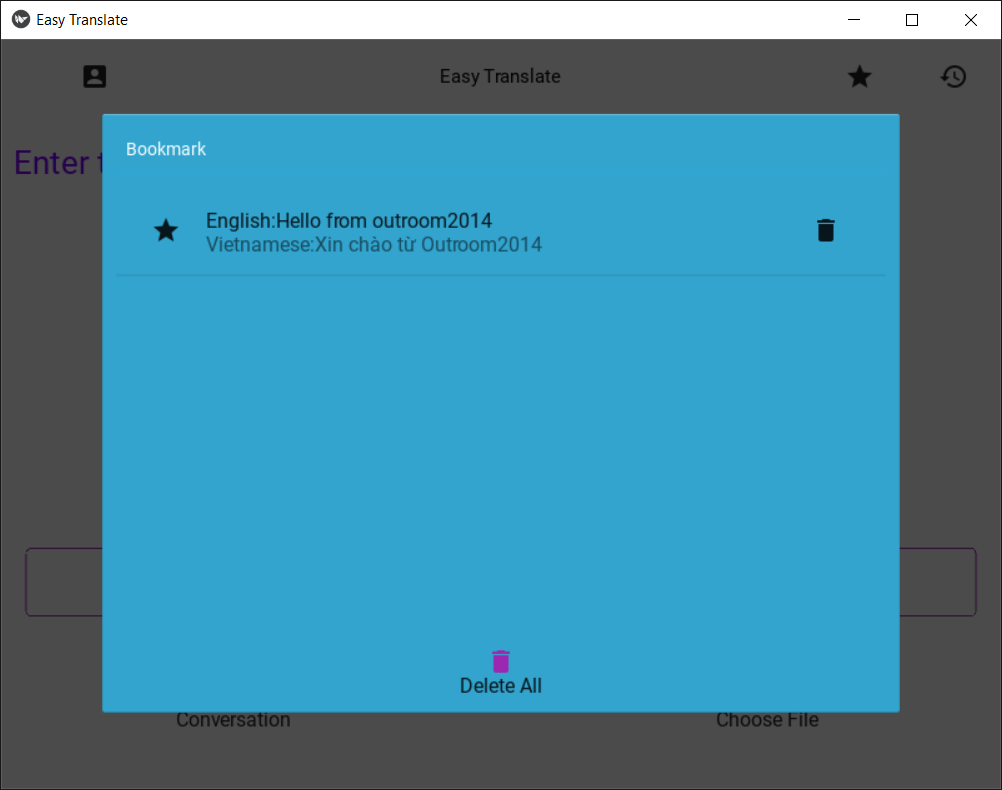 Easy Translate
Easy Translate
Enter
Bookmark
English:Hello from outroom2014
Vietnamese:Xin chào từ Outroom2014
Delete All
Conversation
Choose File